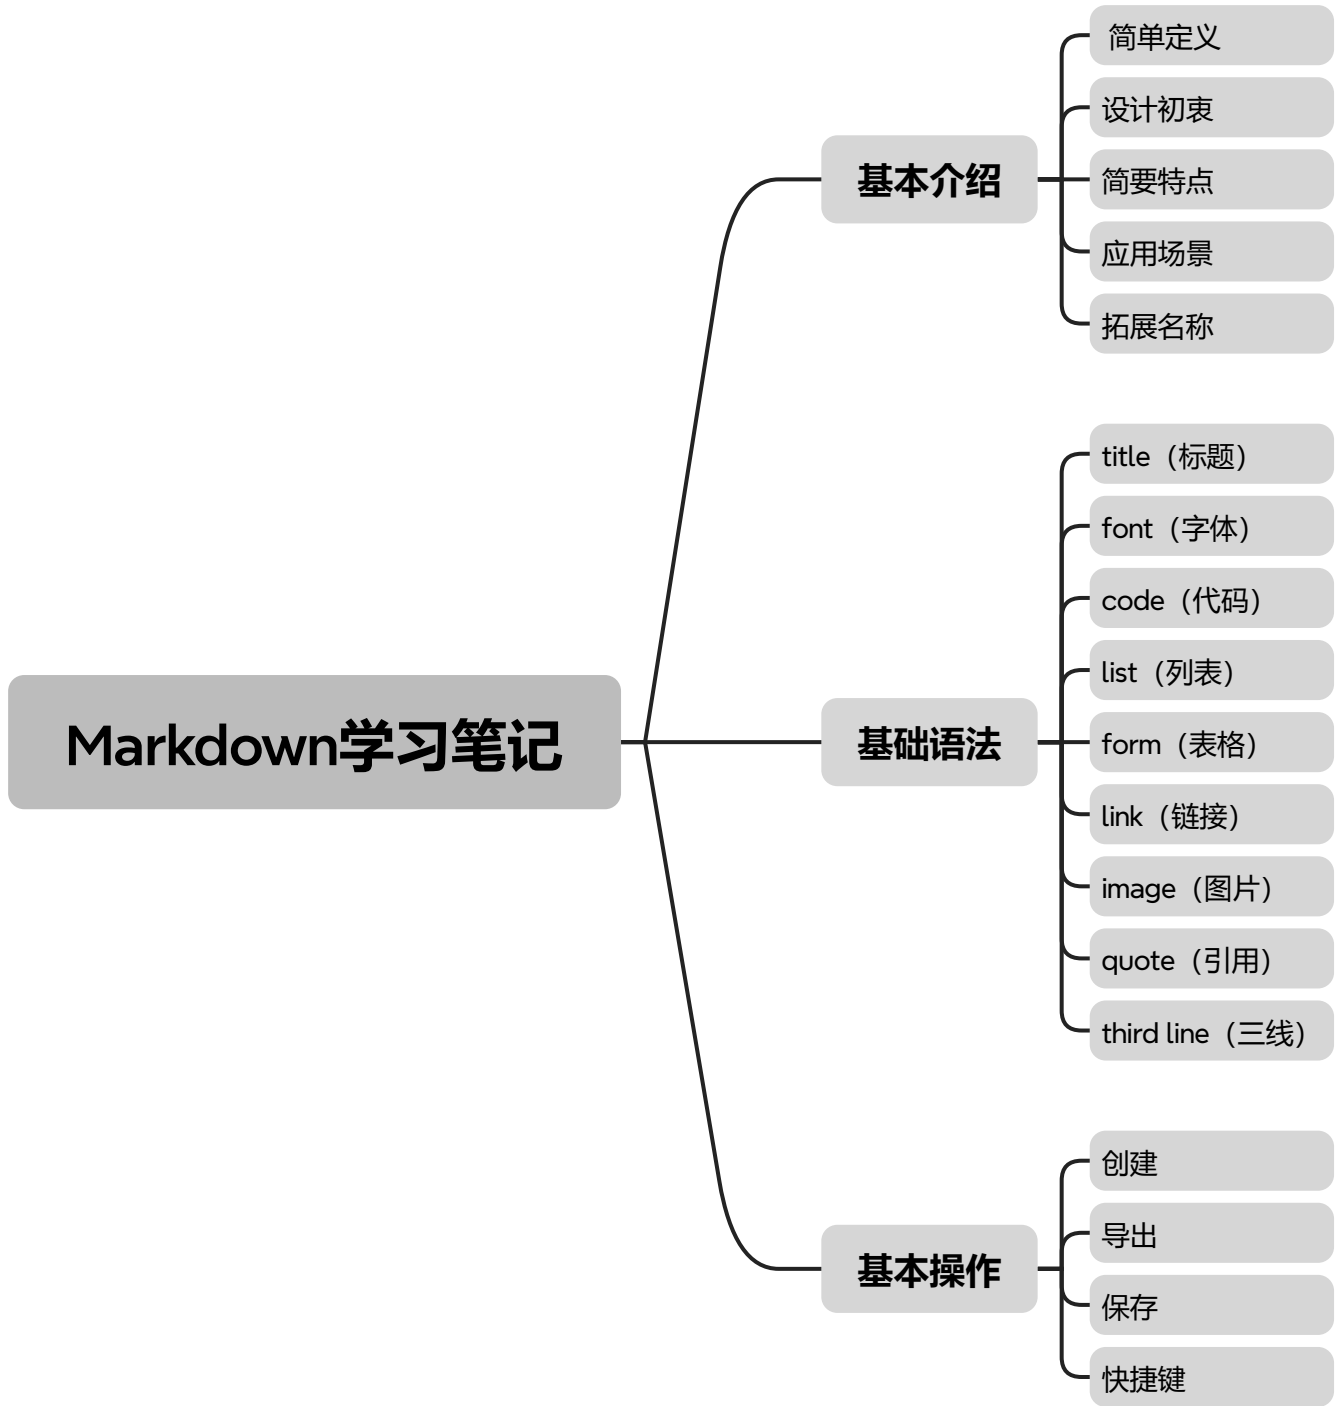 Markdown学习笔记
基本介绍
简单定义
设计初衷
简要特点
应用场景
拓展名称
基础语法
title（标题）
font（字体）
code（代码）
list（列表）
form（表格）
link（链接）
image（图片）
quote（引用）
third line（三线）
基本操作
创建
导出
保存
快捷键